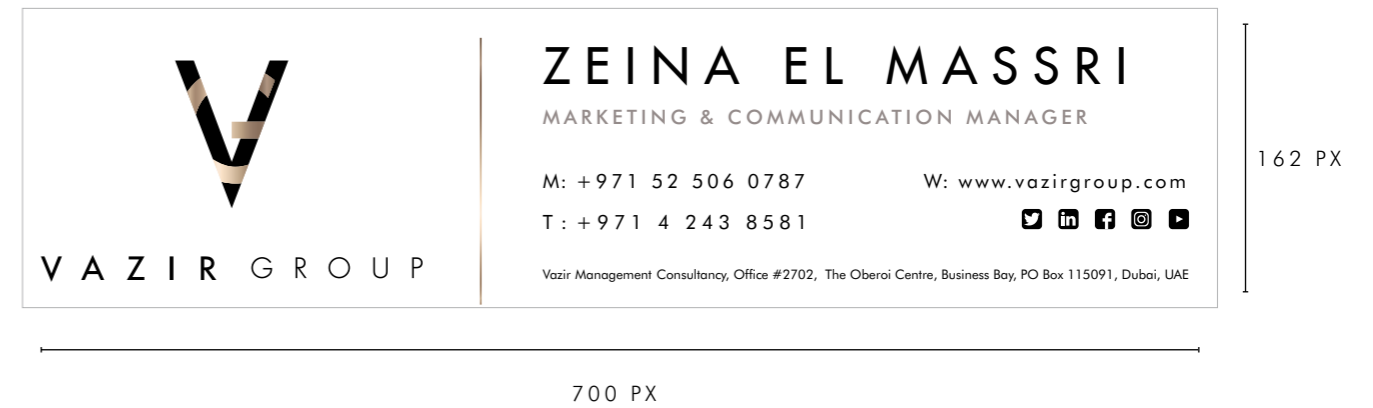 VAZIR GROUP
ZEINA EL MASSRI
MARKETING & COMMUNICATION MANAGER
M: +971 52 506 0787
W: www.vazirgroup.com
T : +971 4 243 8581
Vazir Management Consultancy, Office #2702, The Oberoi Centre, Business Bay, PO Box 115091, Dubai, UAE
162 PX
700 PX